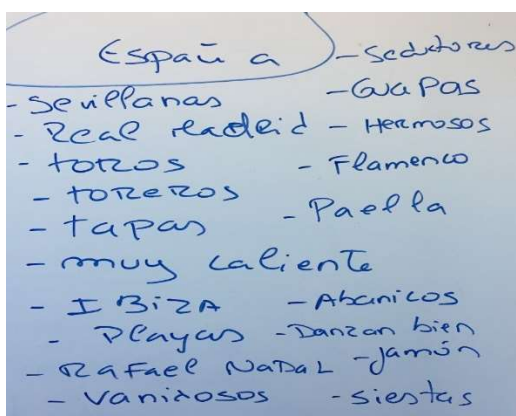 España
- Sevillanas
- Real Madrid
- toros
- toreros
- tapas
- muy caliente
- IBiZA
- Playas
- Rafael NaDaL
- vanidosos
- Seductores
- Guapas
- Hermosos
- Flamenco
- Paella
- Abanicos
- Danzan bien
- jamón
- siestas